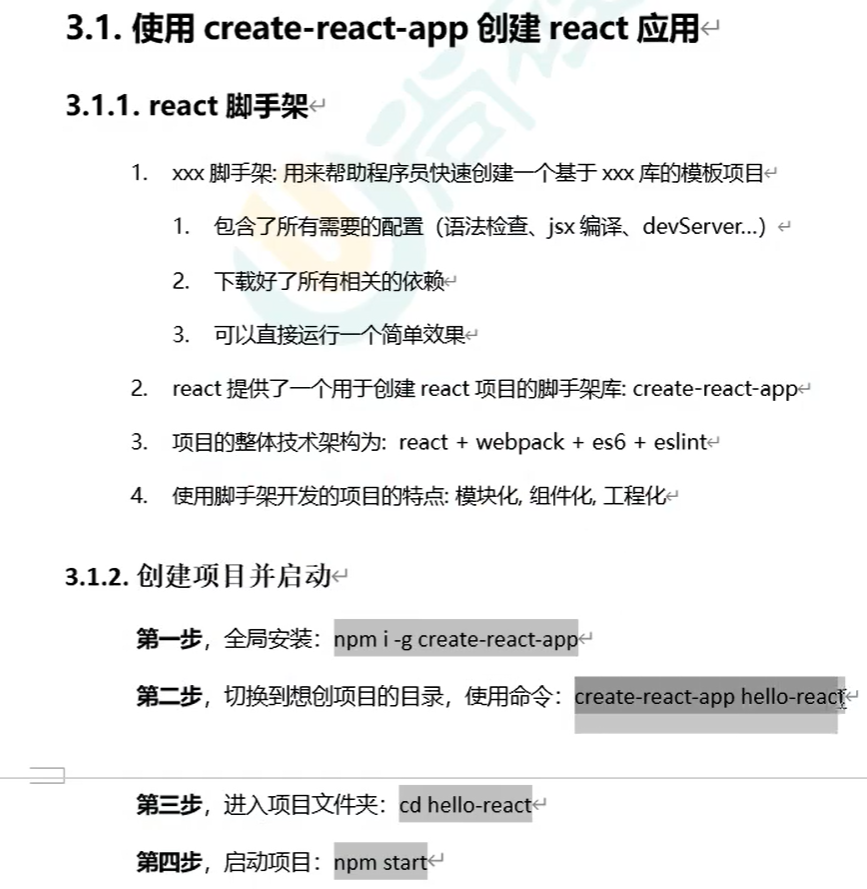 3.1. 使用 create-react-app 创建 react 应用
3.1.1. react 脚手架
1. xxx 脚手架: 用来帮助程序员快速创建一个基于 xxx 库的模板项目
1. 包含了所有需要的配置（语法检查、jsx 编译、devServer…）
2. 下载好了所有相关的依赖
3. 可以直接运行一个简单效果
2. react 提供了一个用于创建 react 项目的脚手架库: create-react-app
3. 项目的整体技术架构为: react + webpack + es6 + eslint
4. 使用脚手架开发的项目的特点: 模块化, 组件化, 工程化
3.1.2. 创建项目并启动
第一步，全局安装：npm i -g create-react-app
第二步，切换到想创项目的目录，使用命令：create-react-app hello-react
第三步，进入项目文件夹：cd hello-react
第四步，启动项目：npm start